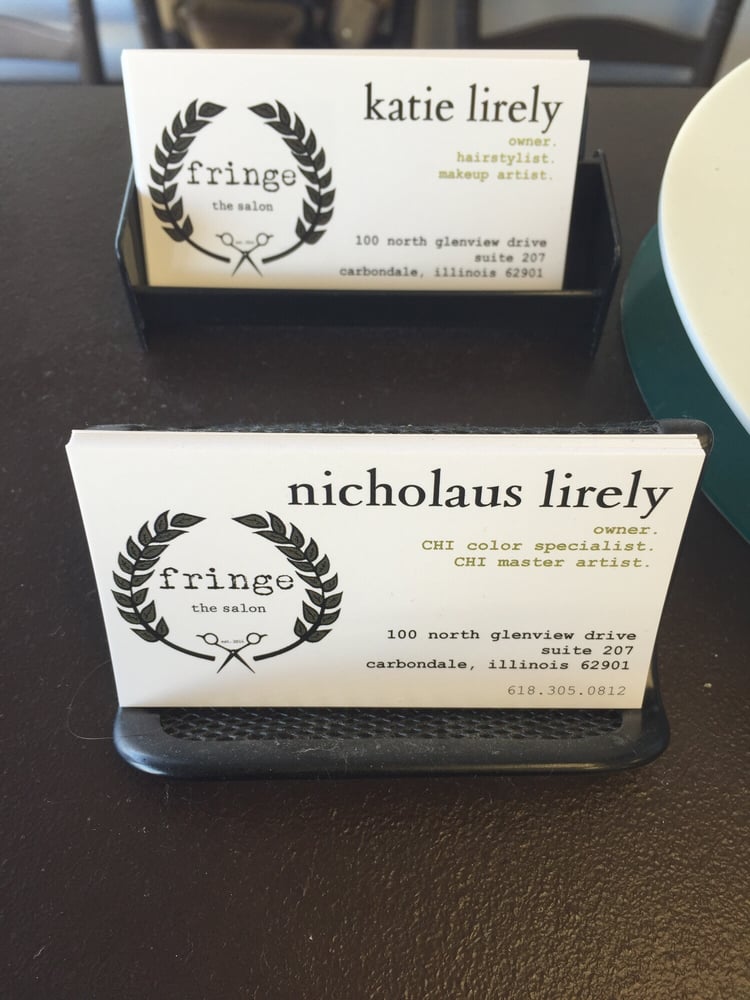 katie lirely
owner.
hairstylist.
makeup artist.
fringe
the salon
100 north glenview drive
suite 207
carbondale, illinois 62901
nicholaus lirely
owner.
CHI color specialist.
CHI master artist.
fringe
the salon
100 north glenview drive
suite 207
carbondale, illinois 62901
618.305.0812